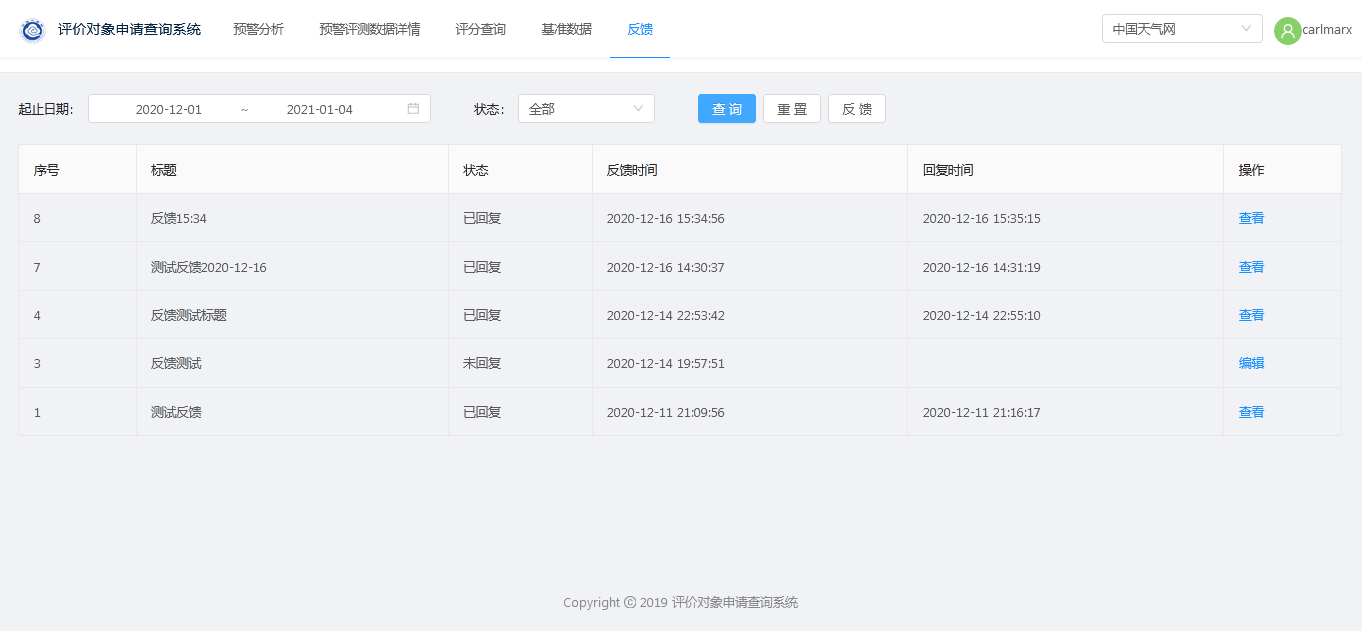 评价对象申请查询系统 预警分析 预警评测数据详情 评分查询 基准数据 反馈 中国天气网 carlmarx
起止日期: 2020-12-01 ~ 2021-01-04 状态: 全部 查 询 重 置 反 馈
序号 标题 状态 反馈时间 回复时间 操作
8 反馈15:34 已回复 2020-12-16 15:34:56 2020-12-16 15:35:15 查看
7 测试反馈2020-12-16 已回复 2020-12-16 14:30:37 2020-12-16 14:31:19 查看
4 反馈测试标题 已回复 2020-12-14 22:53:42 2020-12-14 22:55:10 查看
3 反馈测试 未回复 2020-12-14 19:57:51 编辑
1 测试反馈 已回复 2020-12-11 21:09:56 2020-12-11 21:16:17 查看
Copyright © 2019 评价对象申请查询系统